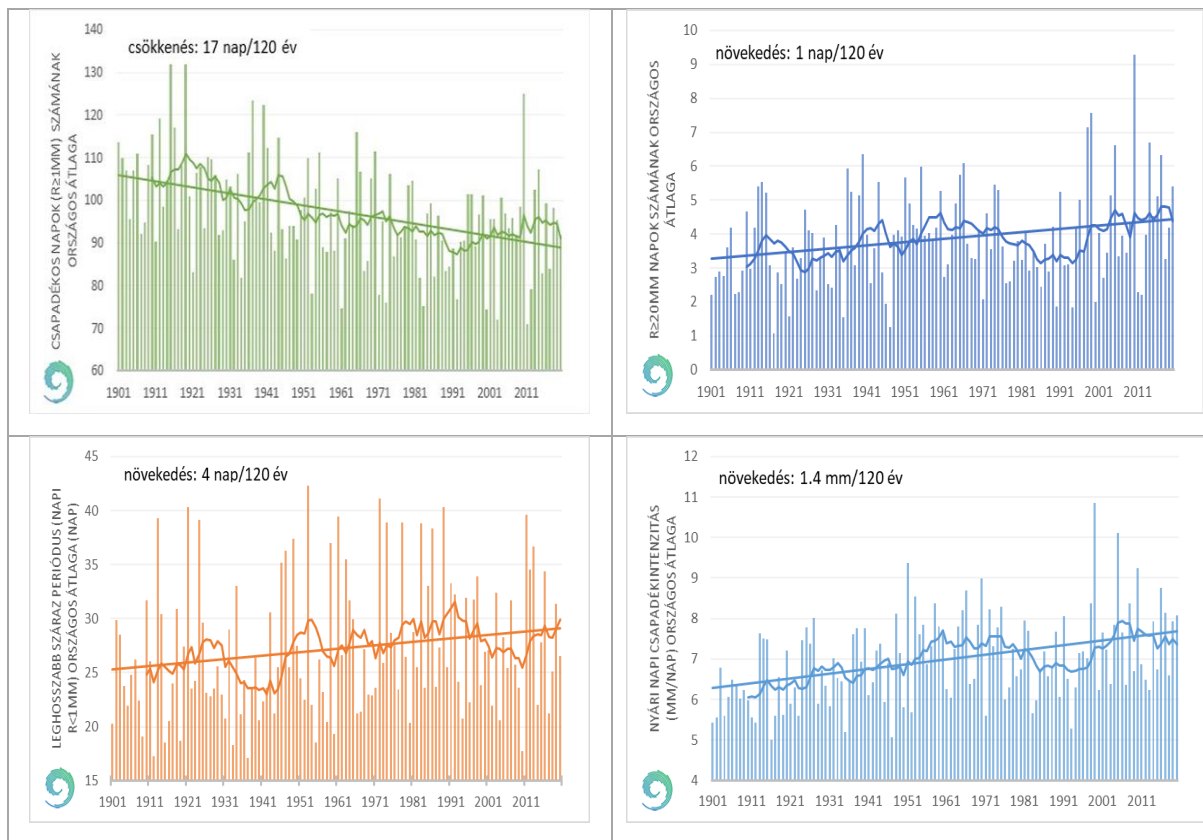 csökkenés: 17 nap/120 év
CSAPADÉKOS NAPOK (R≥1MM) SZÁMÁNAK
ORSZÁGOS ÁTLAGA
140
130
120
110
100
90
80
70
60
1901 1911 1921 1931 1941 1951 1961 1971 1981 1991 2001 2011
növekedés: 1 nap/120 év
R≥20MM NAPOK SZÁMÁNAK ORSZÁGOS
ÁTLAGA
10
9
8
7
6
5
4
3
2
1
0
1901 1911 1921 1931 1941 1951 1961 1971 1981 1991 2001 2011
növekedés: 4 nap/120 év
LEGHOSSZABB SZÁRAZ PERIÓDUS (NAPI
R<1MM) ORSZÁGOS ÁTLAGA (NAP)
45
40
35
30
25
20
15
1901 1911 1921 1931 1941 1951 1961 1971 1981 1991 2001 2011
növekedés: 1.4 mm/120 év
NYÁRI NAPI CSAPADÉKINTENZITÁS
(MM/NAP) ORSZÁGOS ÁTLAGA
12
11
10
9
8
7
6
5
4
1901 1911 1921 1931 1941 1951 1961 1971 1981 1991 2001 2011